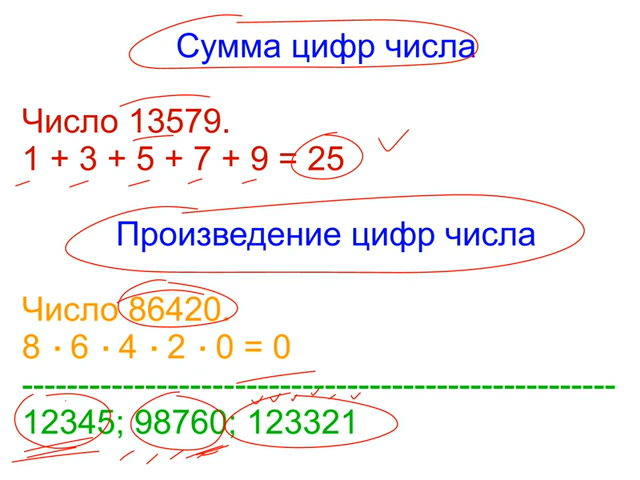 Сумма цифр числа
Число 13579.
1 + 3 + 5 + 7 + 9 = 25
Произведение цифр числа
Число 86420.
8 · 6 · 4 · 2 · 0 = 0
12345; 98760; 123321